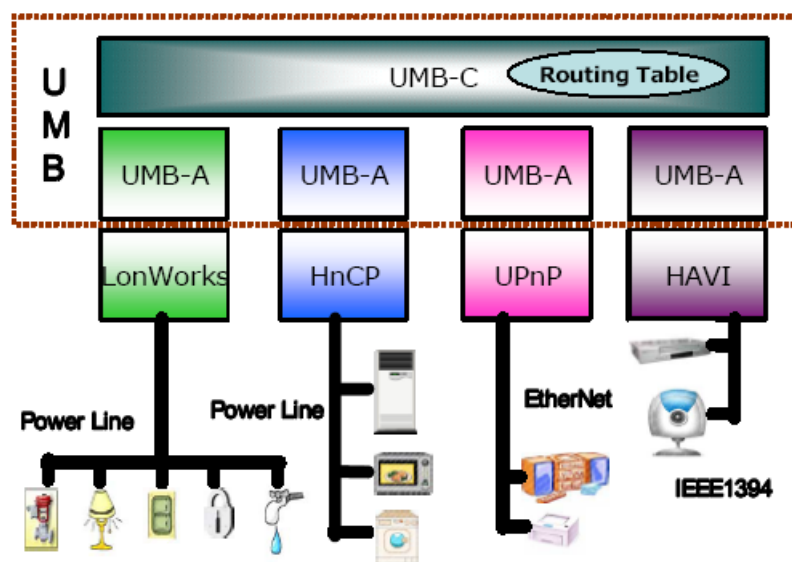 UMB
UMB-C
Routing Table
UMB-A
UMB-A
UMB-A
UMB-A
LonWorks
HnCP
UPnP
HAVI
Power Line
Power Line
EtherNet
IEEE1394